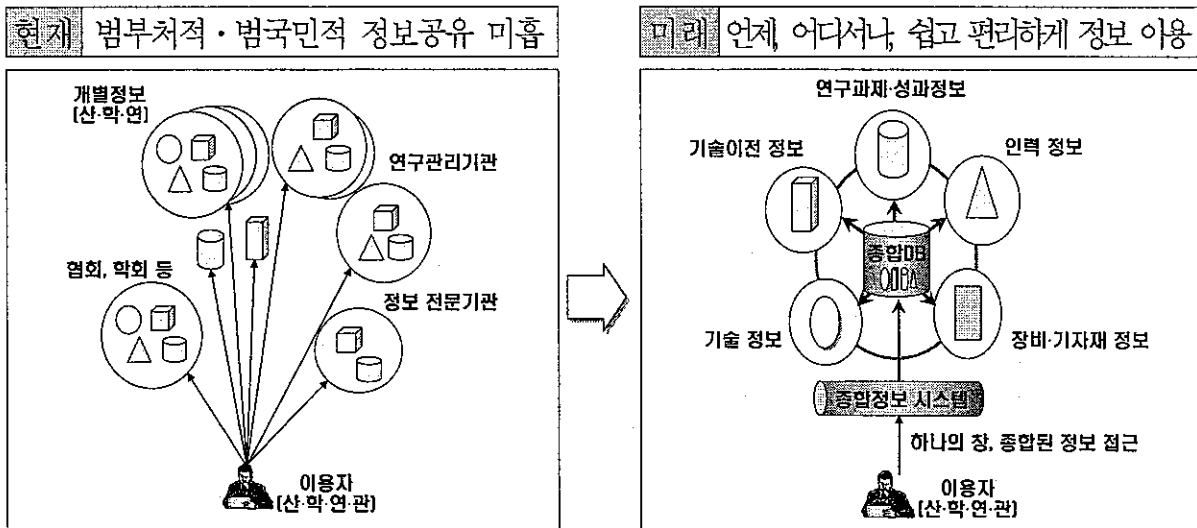 현재 범부처적·범국민적 정보공유 미흡
개별정보
(산·학·연)
연구관리기관
협회, 학회 등
정보 전문기관
이용자
(산·학·연·관)
미래 언제, 어디서나, 쉽고 편리하게 정보 이용
연구과제·성과정보
기술이전 정보
인력 정보
종합DB
기술 정보
장비·기자재 정보
종합정보 시스템
하나의 창, 종합된 정보 접근
이용자
(산·학·연·관)